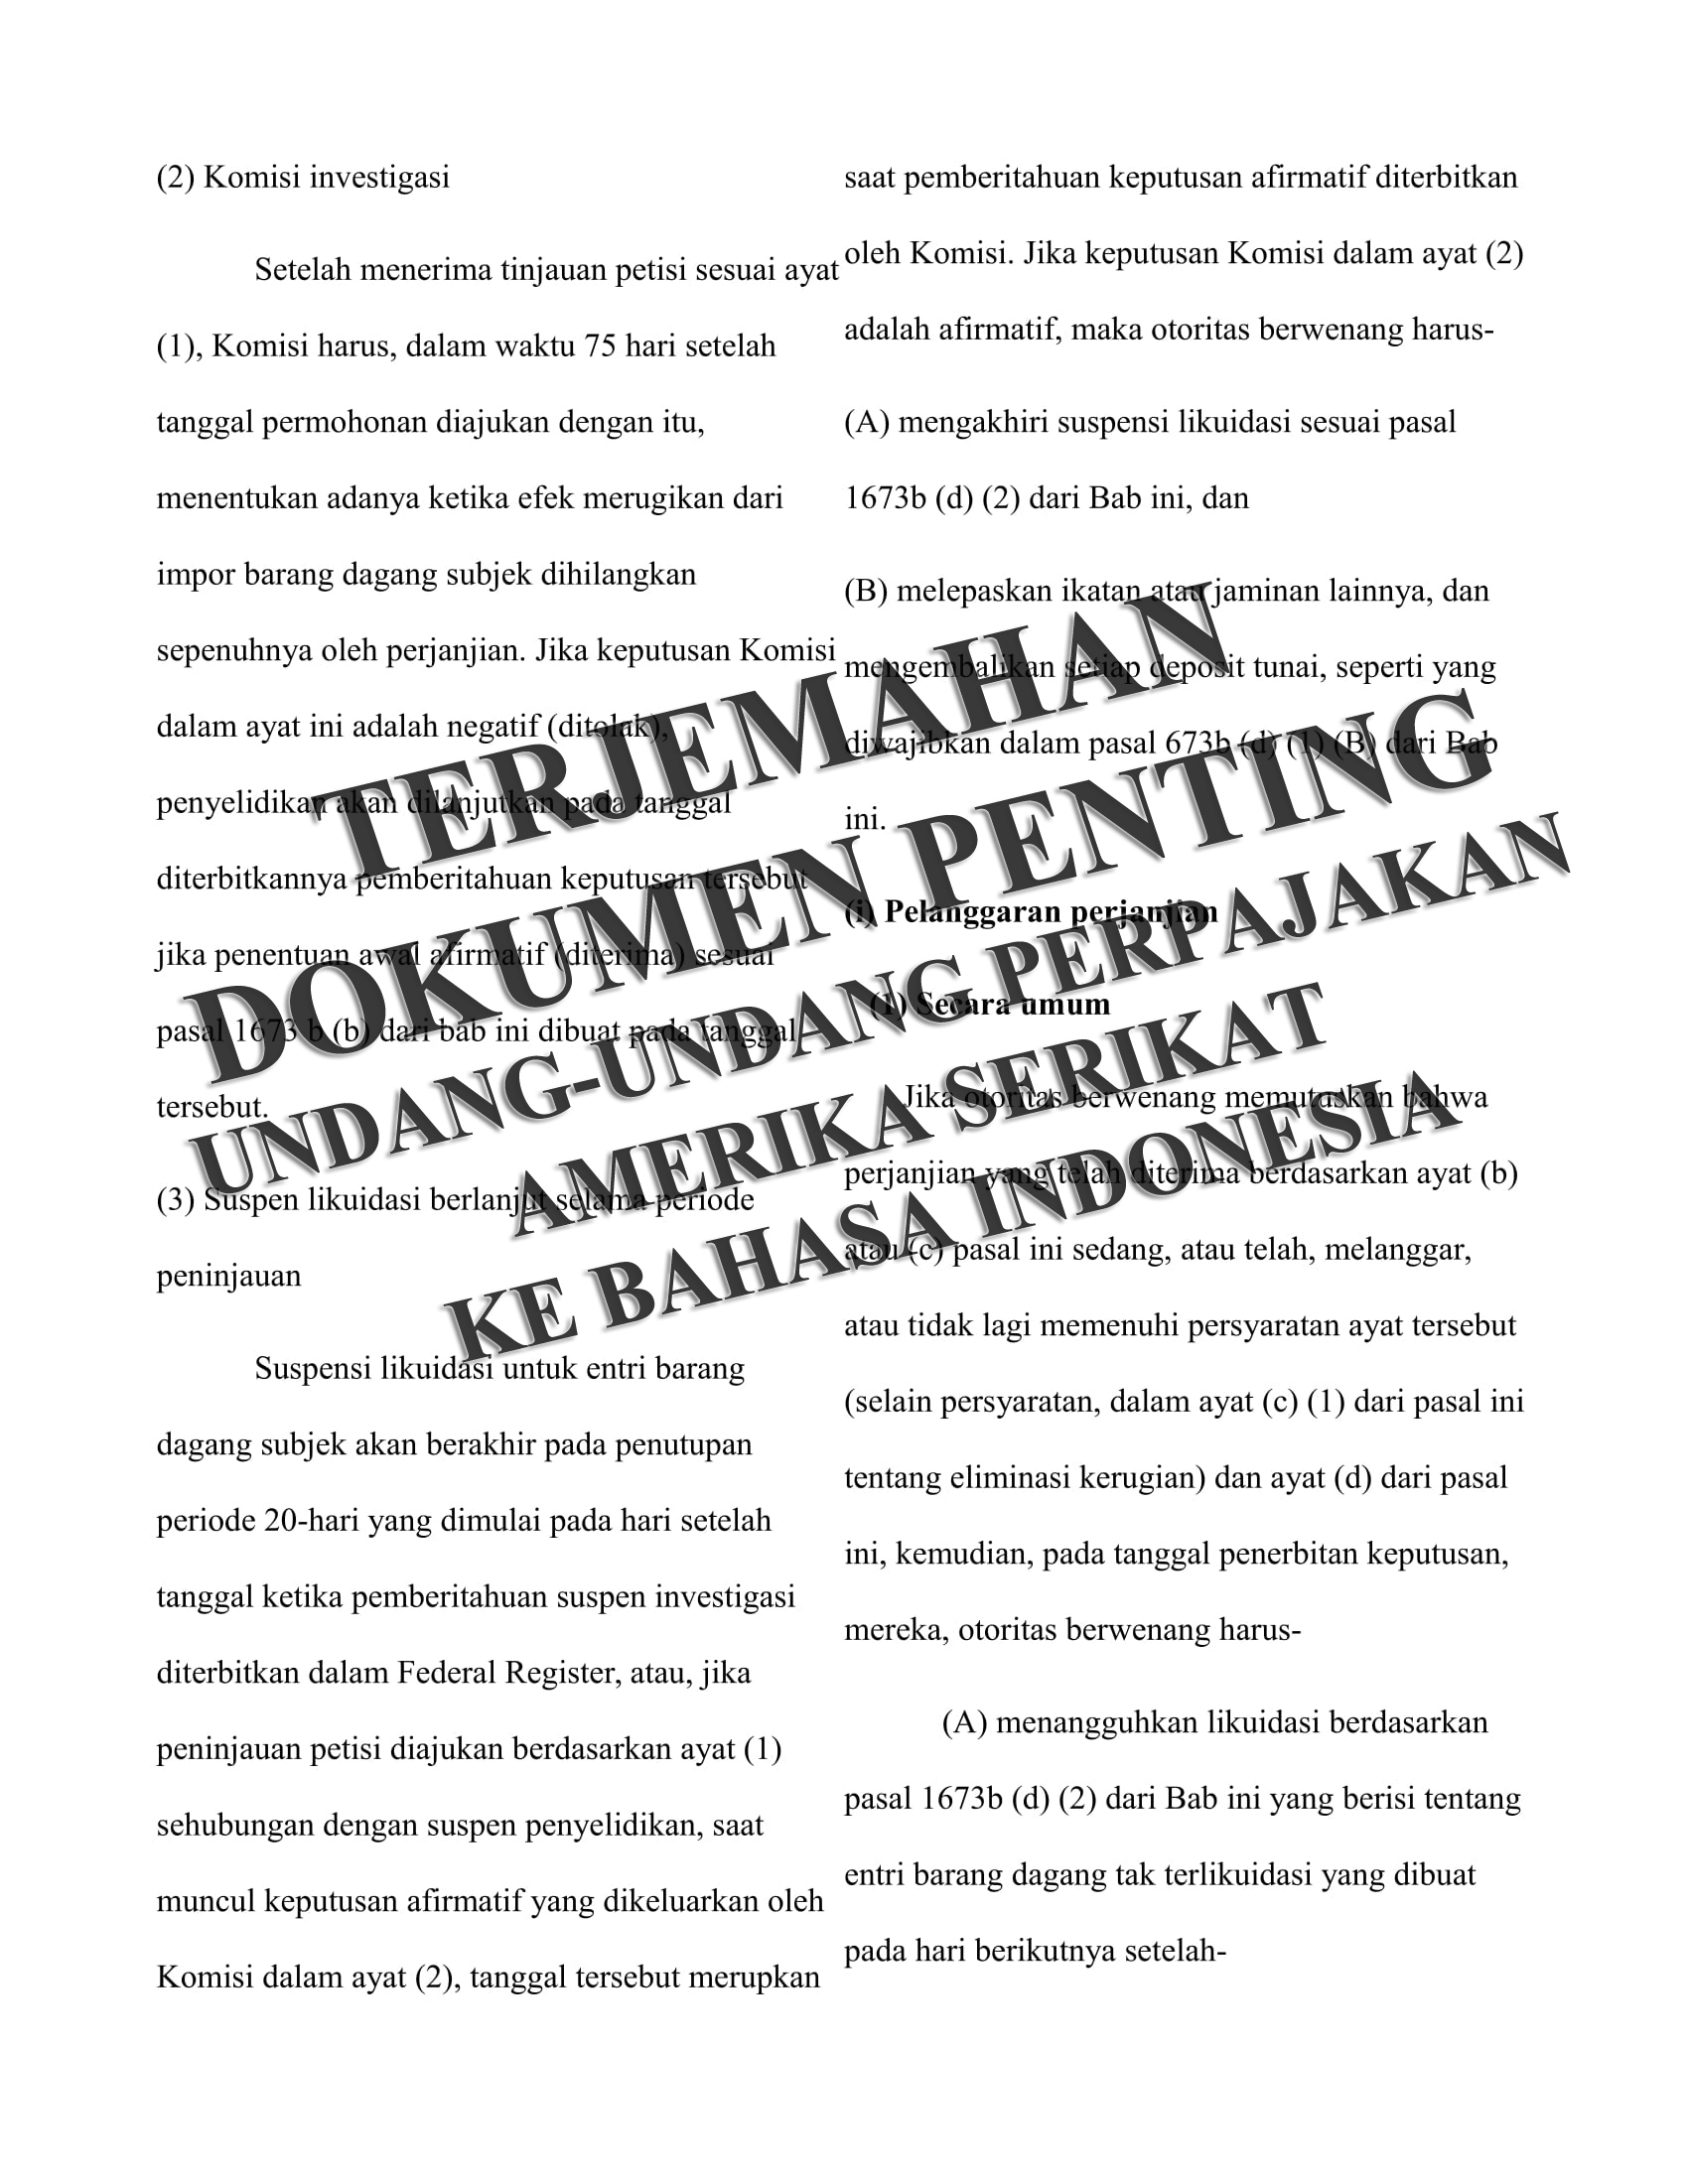 (2) Komisi investigasi
Setelah menerima tinjauan petisi sesuai ayat
(1), Komisi harus, dalam waktu 75 hari setelah
tanggal permohonan diajukan dengan itu,
menentukan adanya ketika efek merugikan dari
impor barang dagang subjek dihilangkan
sepenuhnya oleh perjanjian. Jika keputusan Komisi
dalam ayat ini adalah negatif (ditolak),
penyelidikan akan dilanjutkan pada tanggal
diterbitkannya pemberitahuan keputusan tersebut
jika penentuan awal afirmatif (diterima) sesuai
pasal 1673 b (b) dari bab ini dibuat pada tanggal
tersebut.
(3) Suspen likuidasi berlanjut selama periode
peninjauan
Suspensi likuidasi untuk entri barang
dagang subjek akan berakhir pada penutupan
periode 20-hari yang dimulai pada hari setelah
tanggal ketika pemberitahuan suspen investigasi
diterbitkan dalam Federal Register, atau, jika
peninjauan petisi diajukan berdasarkan ayat (1)
sehubungan dengan suspen penyelidikan, saat
muncul keputusan afirmatif yang dikeluarkan oleh
Komisi dalam ayat (2), tanggal tersebut merupkan
saat pemberitahuan keputusan afirmatif diterbitkan
oleh Komisi. Jika keputusan Komisi dalam ayat (2)
adalah afirmatif, maka otoritas berwenang harus-
(A) mengakhiri suspensi likuidasi sesuai pasal
1673b (d) (2) dari Bab ini, dan
(B) melepaskan ikatan atau jaminan lainnya, dan
mengembalikan setiap deposit tunai, seperti yang
diwajibkan dalam pasal 673b (d) (1) (B) dari Bab
ini.
(i) Pelanggaran perjanjian
(1) Secara umum
Jika otoritas berwenang memutuskan bahwa
perjanjian yang telah diterima berdasarkan ayat (b)
atau (c) pasal ini sedang, atau telah, melanggar,
atau tidak lagi memenuhi persyaratan ayat tersebut
(selain persyaratan, dalam ayat (c) (1) dari pasal ini
tentang eliminasi kerugian) dan ayat (d) dari pasal
ini, kemudian, pada tanggal penerbitan keputusan,
mereka, otoritas berwenang harus-
(A) menangguhkan likuidasi berdasarkan
pasal 1673b (d) (2) dari Bab ini yang berisi tentang
entri barang dagang tak terlikuidasi yang dibuat
pada hari berikutnya setelah-
TERJEMAHAN
DOKUMEN PENTING
UNDANG-UNDANG PERPAJAKAN
AMERIKA SERIKAT
KE BAHASA INDONESIA